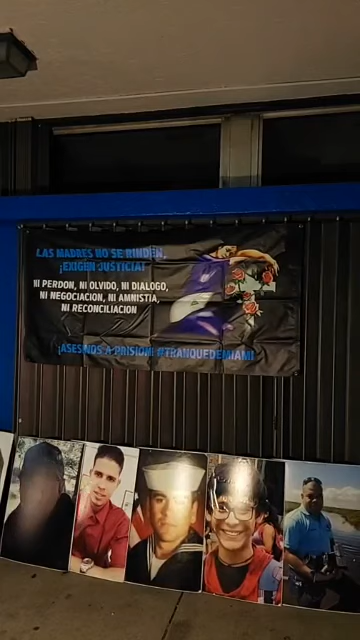 LAS MADRES NO SE RINDEN,
¡EXIGEN JUSTICIA!
NI PERDON, NI OLVIDO, NI DIALOGO,
NI NEGOCIACION, NI AMNISTIA,
NI RECONCILIACION
¡ASESINOS A PRISION! #TRANQUEDEMIAMI